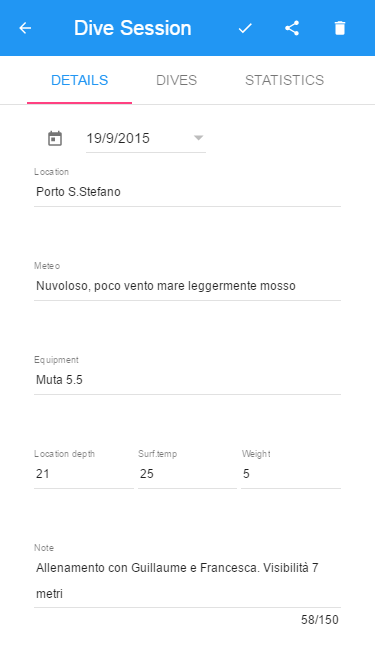 Dive Session
DETAILS DIVES STATISTICS
19/9/2015
Location
Porto S.Stefano
Meteo
Nuvoloso, poco vento mare leggermente mosso
Equipment
Muta 5.5
Location depth Surf.temp Weight
21 25 5
Note
Allenamento con Guillaume e Francesca. Visibilità 7
metri
58/150